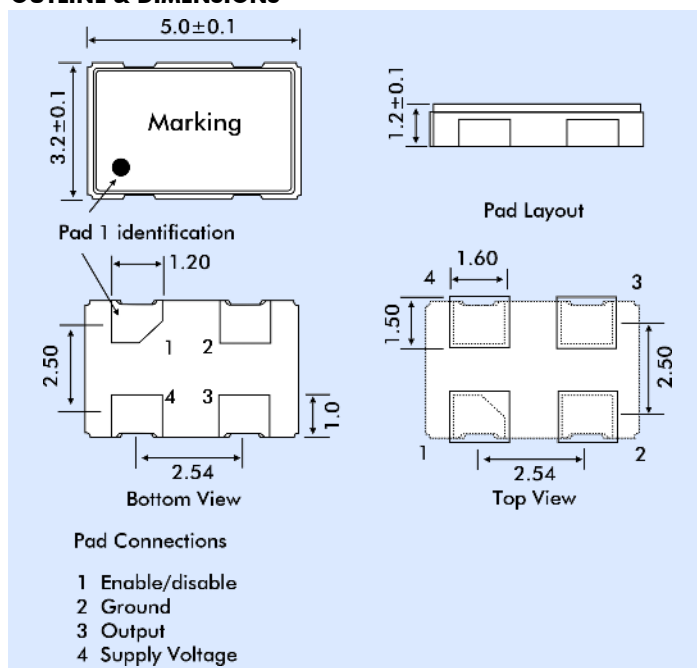 OUTLINE & DIMENSIONS
5.0±0.1
3.2±0.1
Marking
1.2±0.1
Pad Layout
Pad 1 identification
1.20
1
2
4
3
2.50
1.0
2.54
Bottom View
4
1.60
3
1.50
2.50
1
2
2.54
Top View
Pad Connections
1 Enable/disable
2 Ground
3 Output
4 Supply Voltage